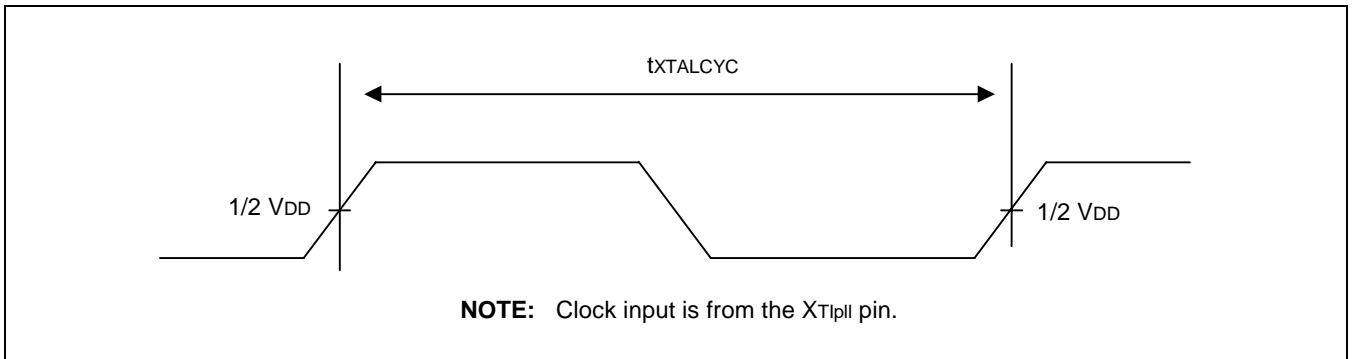 tXTALCYC
1/2 VDD
1/2 VDD
NOTE: Clock input is from the XTIpll pin.